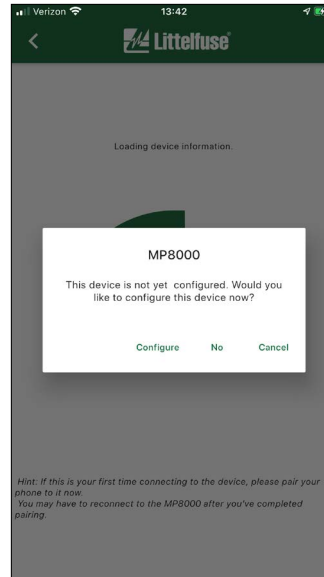 Verizon 13:42
Littelfuse®
Loading device information.
MP8000
This device is not yet configured. Would you
like to configure this device now?
Configure No Cancel
Hint: If this is your first time connecting to the device, please pair your
phone to it now.
You may have to reconnect to the MP8000 after you've completed
pairing.